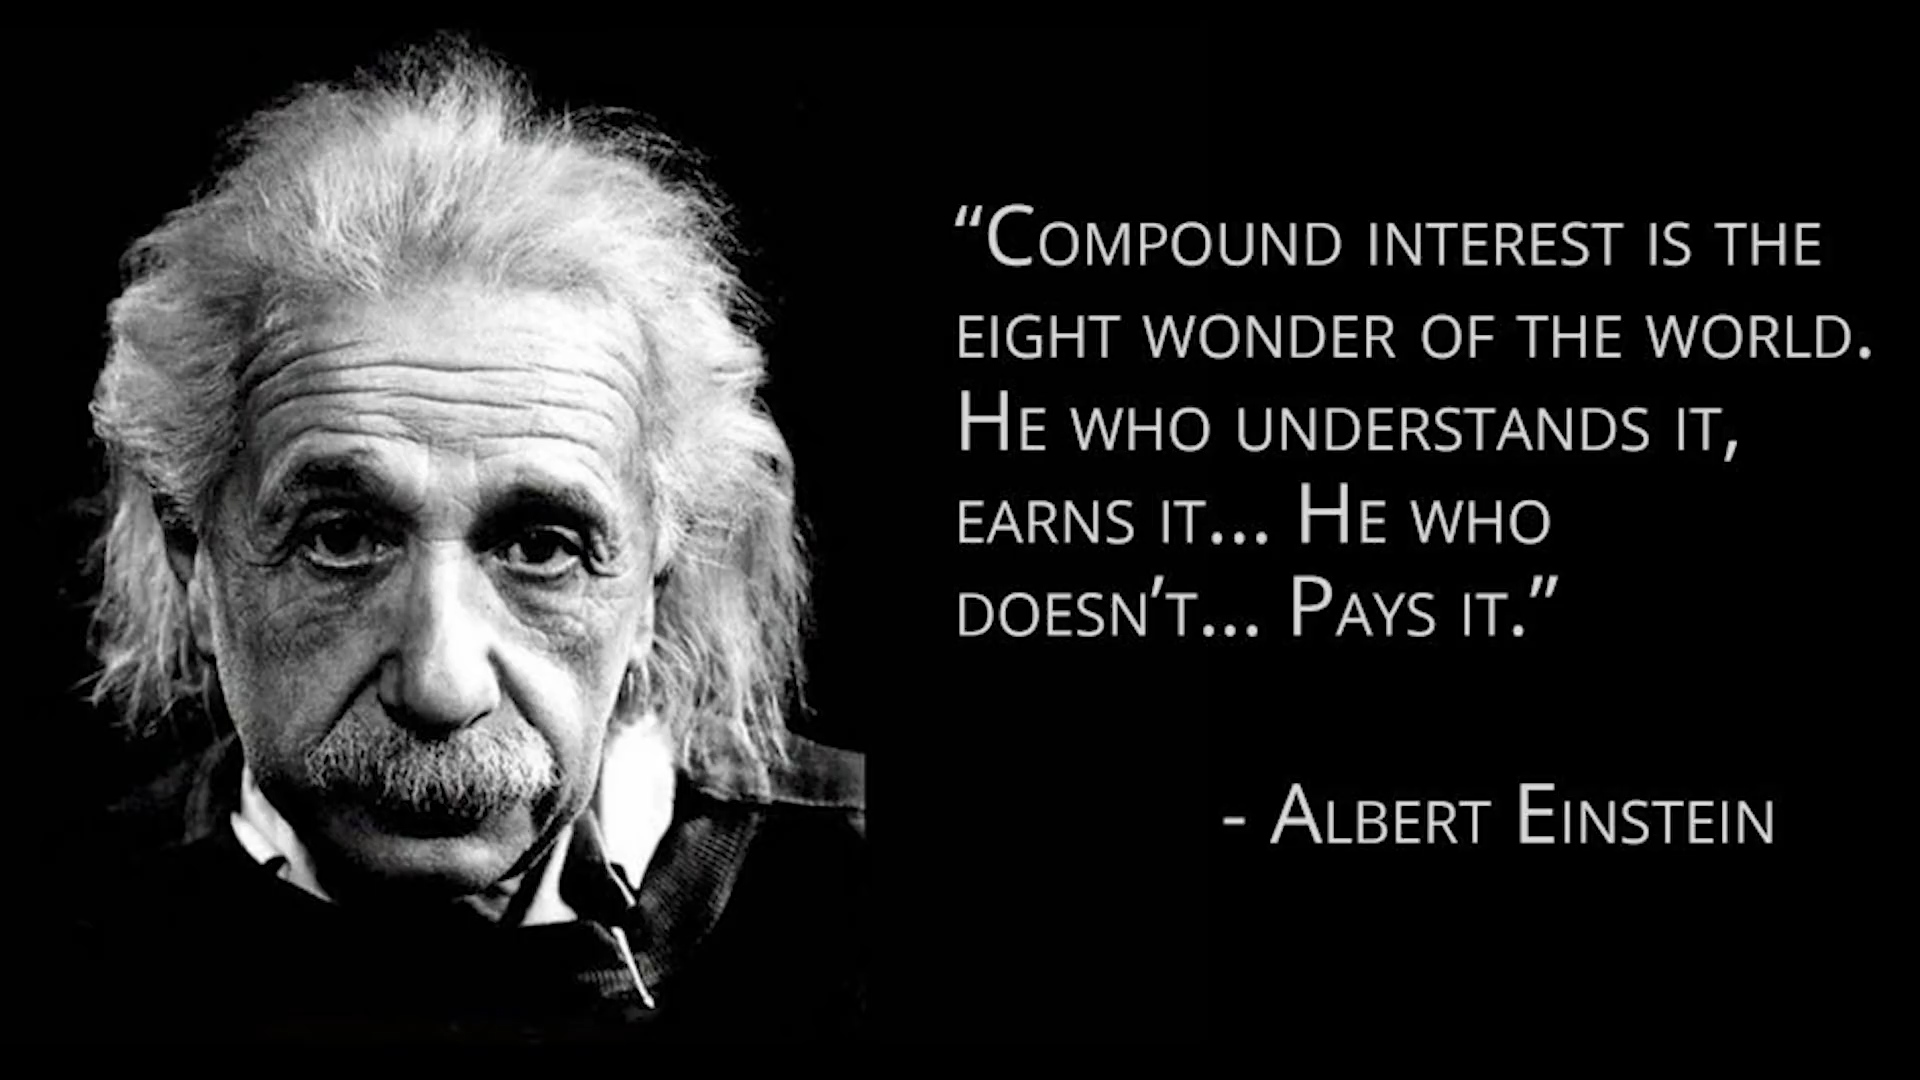 “Compound interest is the
eight wonder of the world.
He who understands it,
earns it... He who
doesn’t... Pays it.”
- Albert Einstein